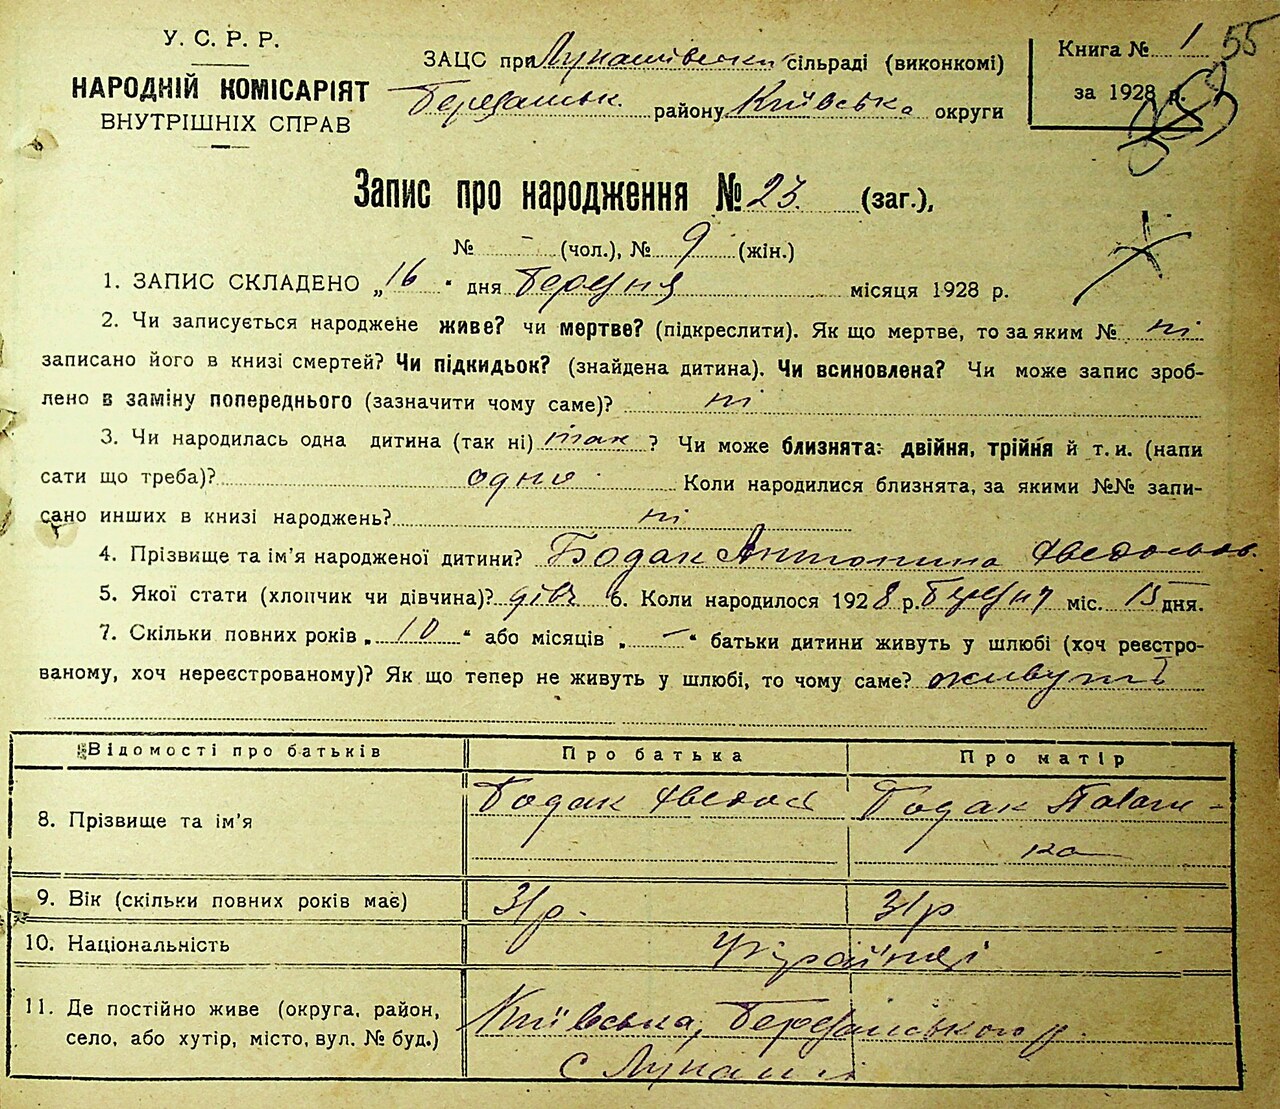 У. С. Р. Р.
НАРОДНІЙ КОМІСАРІЯТ
ВНУТРІШНІХ СПРАВ
ЗАЦС при Лукашівськ сільраді (виконкомі)
району Київська округи
Книга № 1 55
за 1928 р.
Запис про народження № 23. (заг.),
№ - (чол.), № 9 (жін.)
1. ЗАПИС СКЛАДЕНО „16“ дня березня місяця 1928 р.
2. Чи записується народжене живе? чи мертве? (підкреслити). Як що мертве, то за яким № ні
записано його в книзі смертей? Чи підкидьок? (знайдена дитина). Чи всиновлена? Чи може запис зроб-
лено в заміну попереднього (зазначити чому саме)? ні
3. Чи народилась одна дитина (так ні) так? Чи може близнята: двійня, трійня й т. и. (напи
сати що треба)? одно Коли народилися близнята, за якими №№ запи-
сано инших в книзі народжень? ні
4. Прізвище та ім’я народженої дитини? Бодак Антонина
5. Якої стати (хлопчик чи дівчина)? дівч 6. Коли народилося 1928 р. березня міс. 15 дня.
7. Скільки повних років „10“ або місяців „-“ батьки дитини живуть у шлюбі (хоч реєстро-
ваному, хоч нереєстрованому)? Як що тепер не живуть у шлюбі, то чому саме? живуть
Відомості про батьків Про батька Про матір
8. Прізвище та ім’я Бодак Бодак Палаж-
ка
9. Вік (скільки повних років має) 31 р. 31 р
10. Національність Українці
11. Де постійно живе (округа, район, Київська,
село, або хутір, місто, вул. № буд.)
с